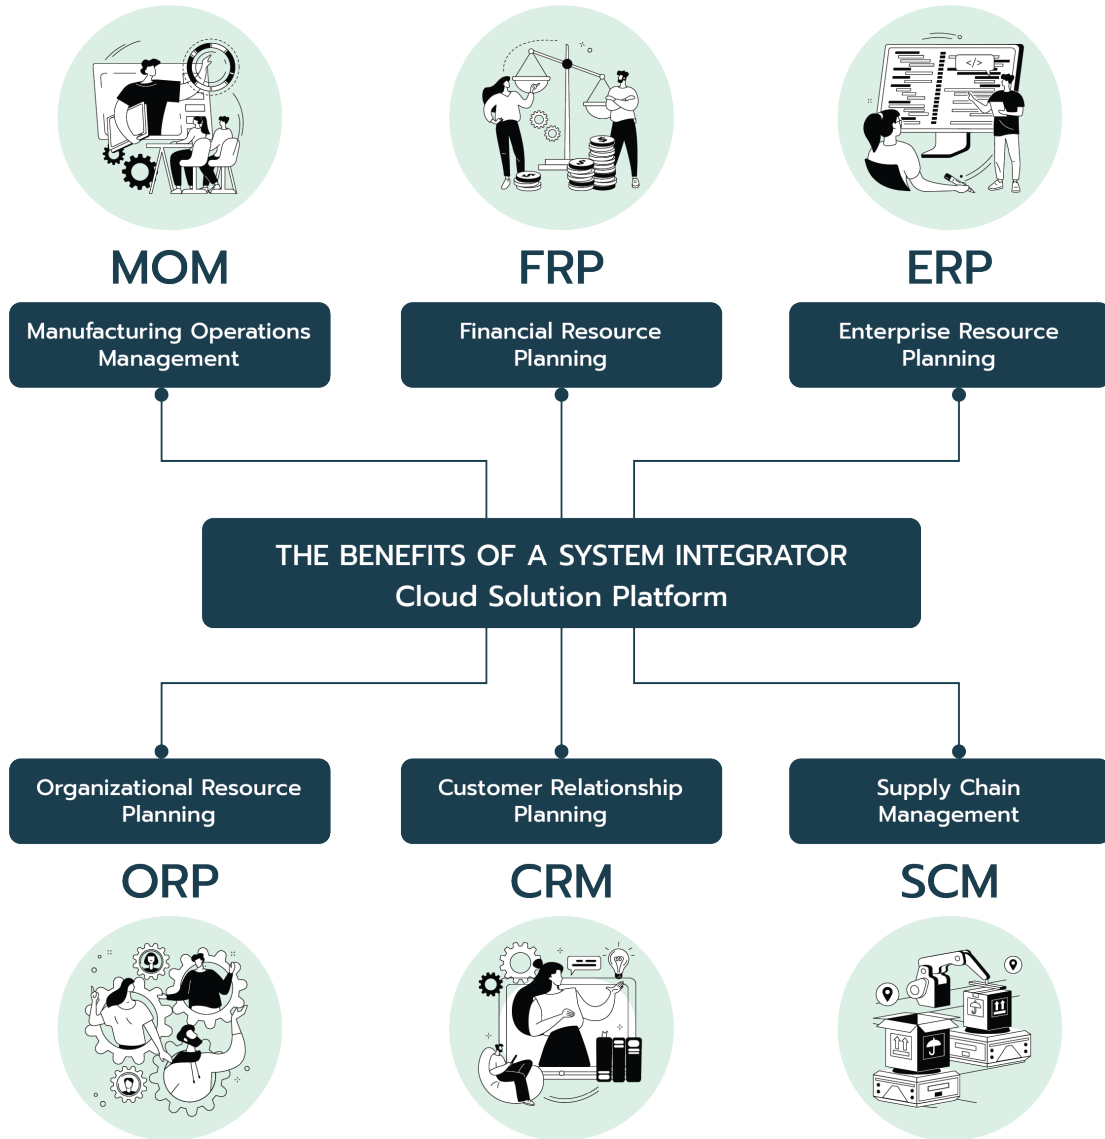 MOM
FRP
ERP
Manufacturing Operations
Management
Financial Resource
Planning
Enterprise Resource
Planning
THE BENEFITS OF A SYSTEM INTEGRATOR
Cloud Solution Platform
Organizational Resource
Planning
Customer Relationship
Planning
Supply Chain
Management
ORP
CRM
SCM